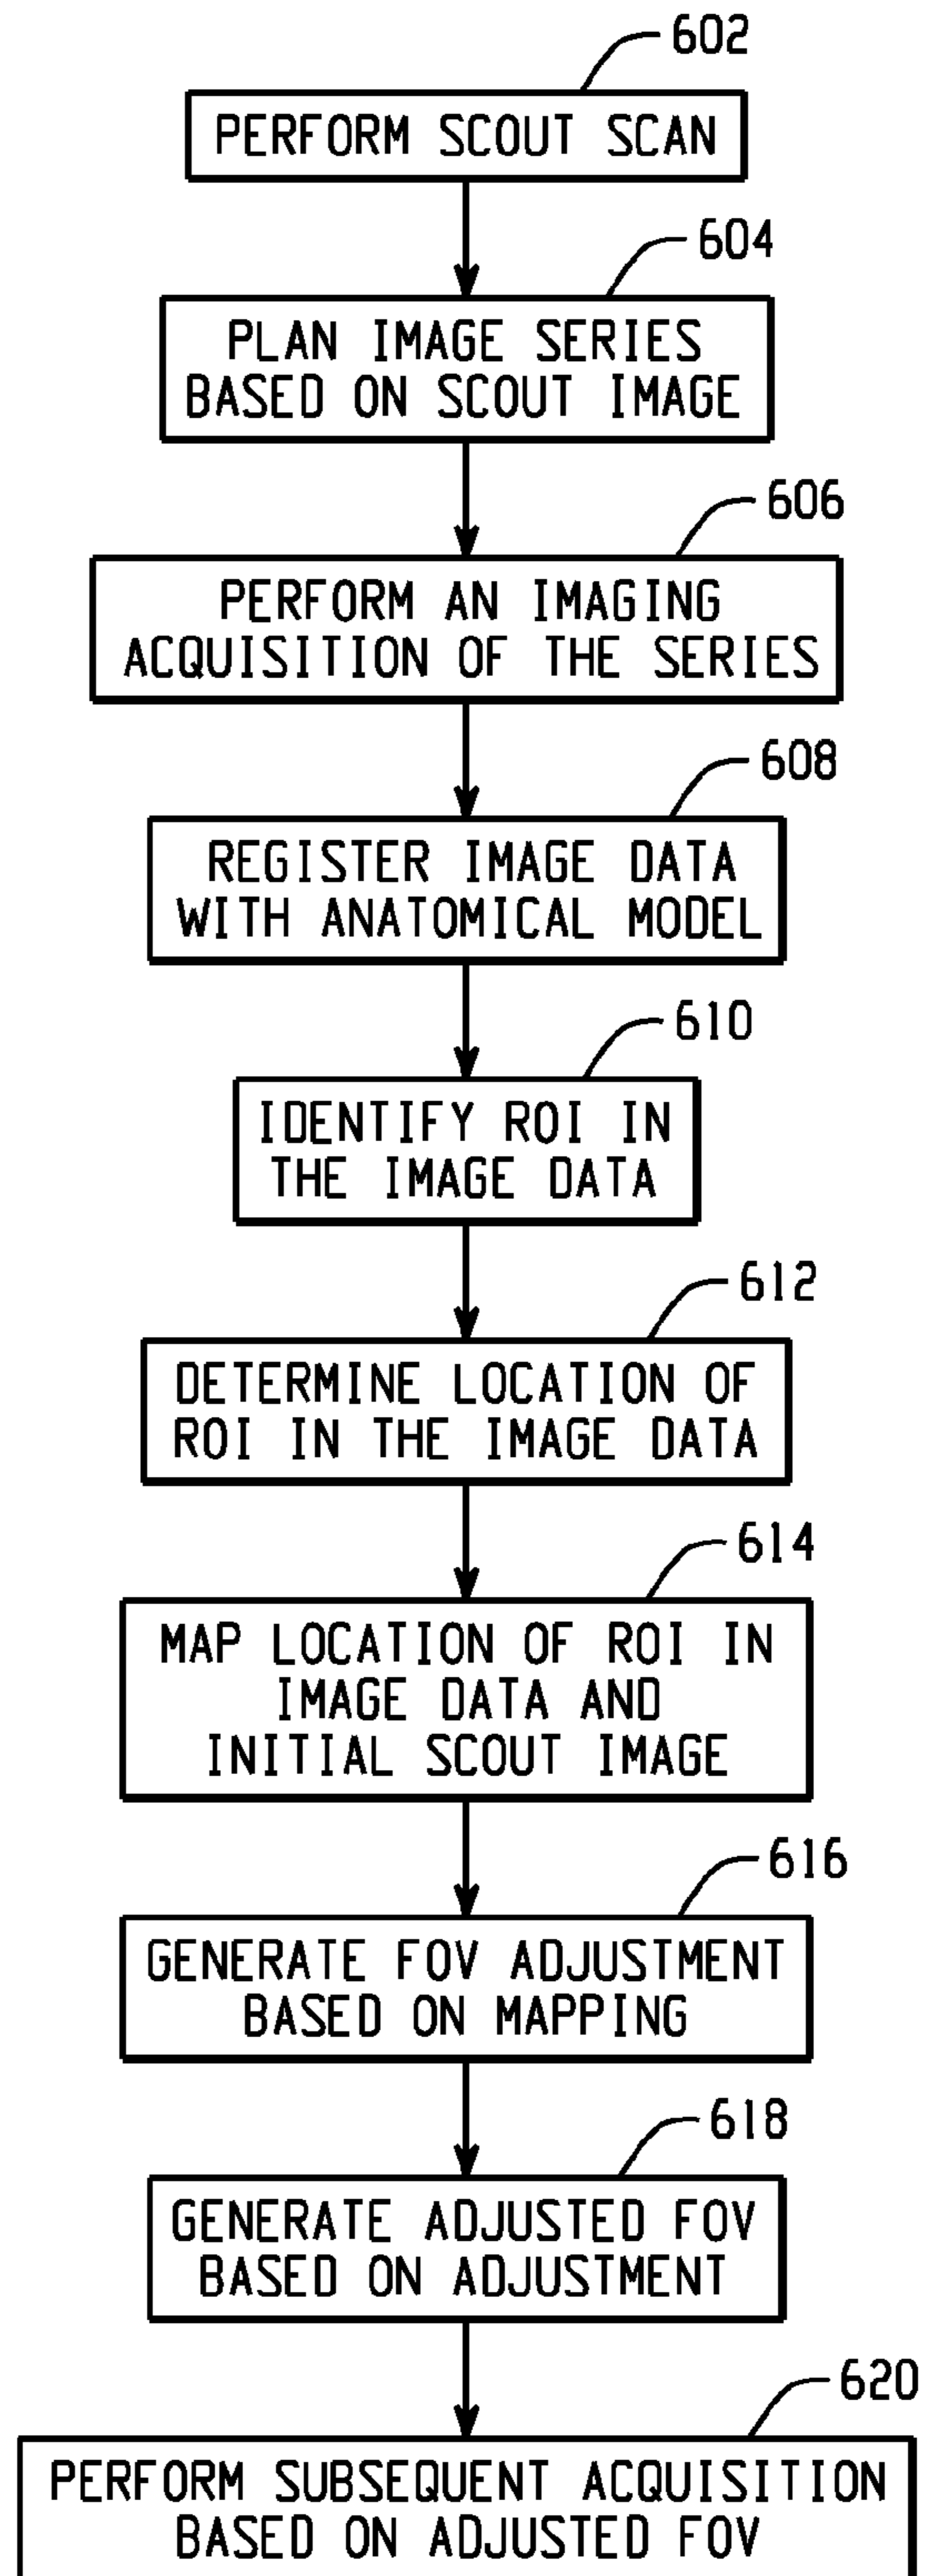 602
PERFORM SCOUT SCAN
604
PLAN IMAGE SERIES
BASED ON SCOUT IMAGE
606
PERFORM AN IMAGING
ACQUISITION OF THE SERIES
608
REGISTER IMAGE DATA
WITH ANATOMICAL MODEL
610
IDENTIFY ROI IN
THE IMAGE DATA
612
DETERMINE LOCATION OF
ROI IN THE IMAGE DATA
614
MAP LOCATION OF ROI IN
IMAGE DATA AND
INITIAL SCOUT IMAGE
616
GENERATE FOV ADJUSTMENT
BASED ON MAPPING
618
GENERATE ADJUSTED FOV
BASED ON ADJUSTMENT
620
PERFORM SUBSEQUENT ACQUISITION
BASED ON ADJUSTED FOV